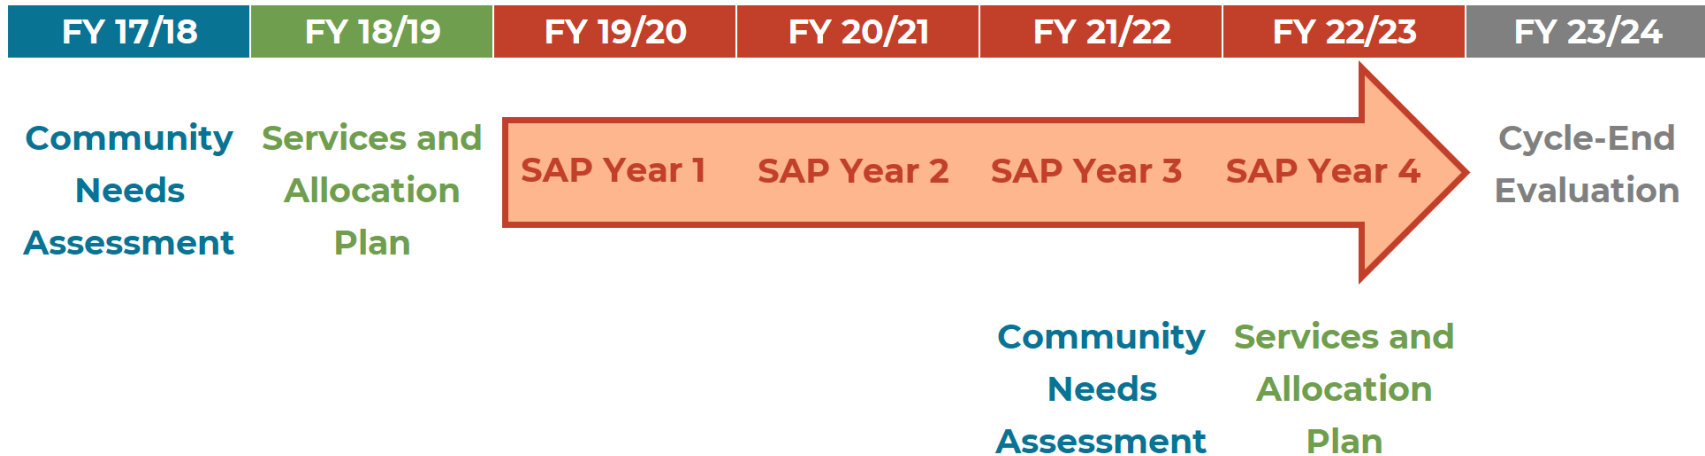 FY 17/18 FY 18/19 FY 19/20 FY 20/21 FY 21/22 FY 22/23 FY 23/24
Community
Needs
Assessment
Services and
Allocation
Plan
SAP Year 1 SAP Year 2 SAP Year 3 SAP Year 4
Cycle-End
Evaluation
Community
Needs
Assessment
Services and
Allocation
Plan